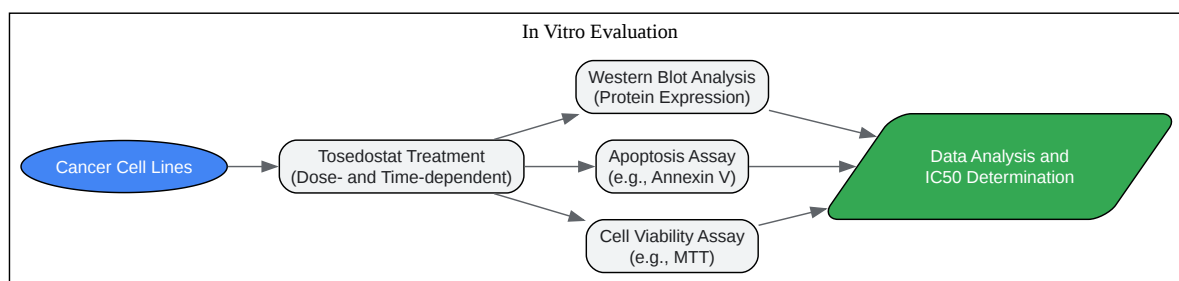 In Vitro Evaluation
Cancer Cell Lines
Tosedostat Treatment
(Dose- and Time-dependent)
Western Blot Analysis
(Protein Expression)
Apoptosis Assay
(e.g., Annexin V)
Cell Viability Assay
(e.g., MTT)
Data Analysis and
IC50 Determination